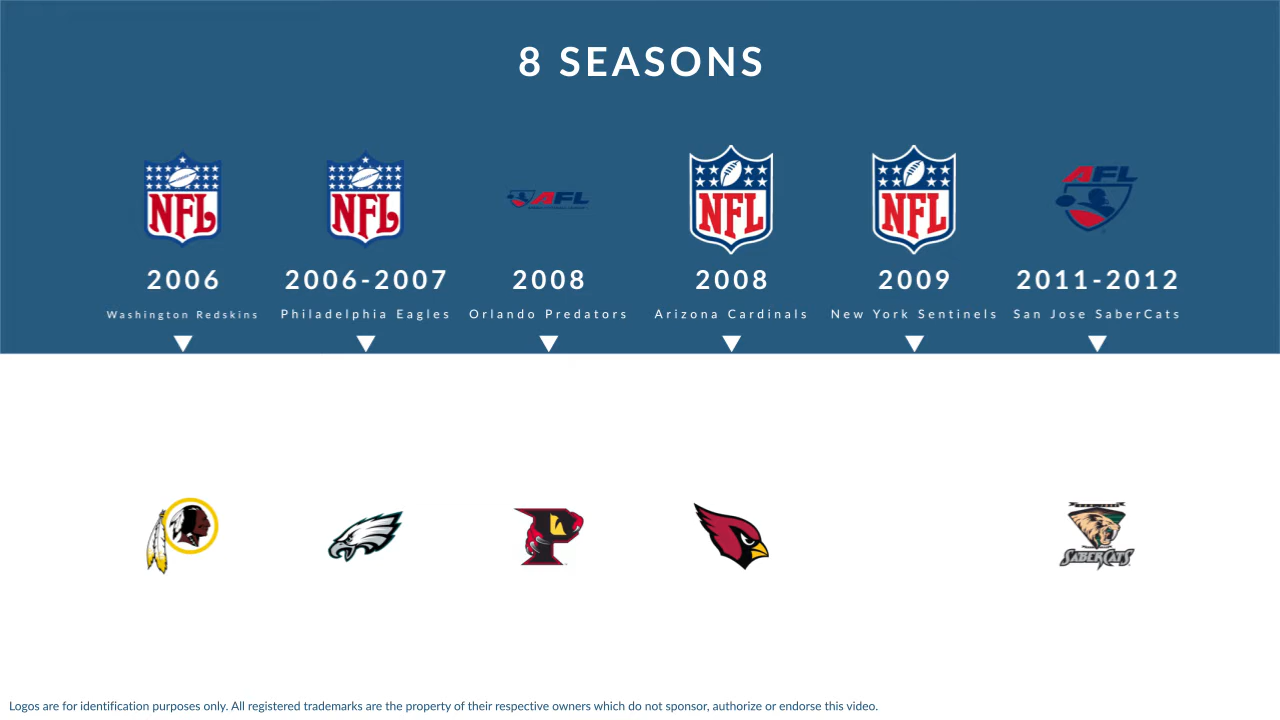 8 SEASONS
NFL NFL AFL NFL NFL AFL
2006 2006-2007 2008 2008 2009 2011-2012
Washington Redskins Philadelphia Eagles Orlando Predators Arizona Cardinals New York Sentinels San Jose SaberCats
SABERCATS
Logos are for identification purposes only. All registered trademarks are the property of their respective owners which do not sponsor, authorize or endorse this video.